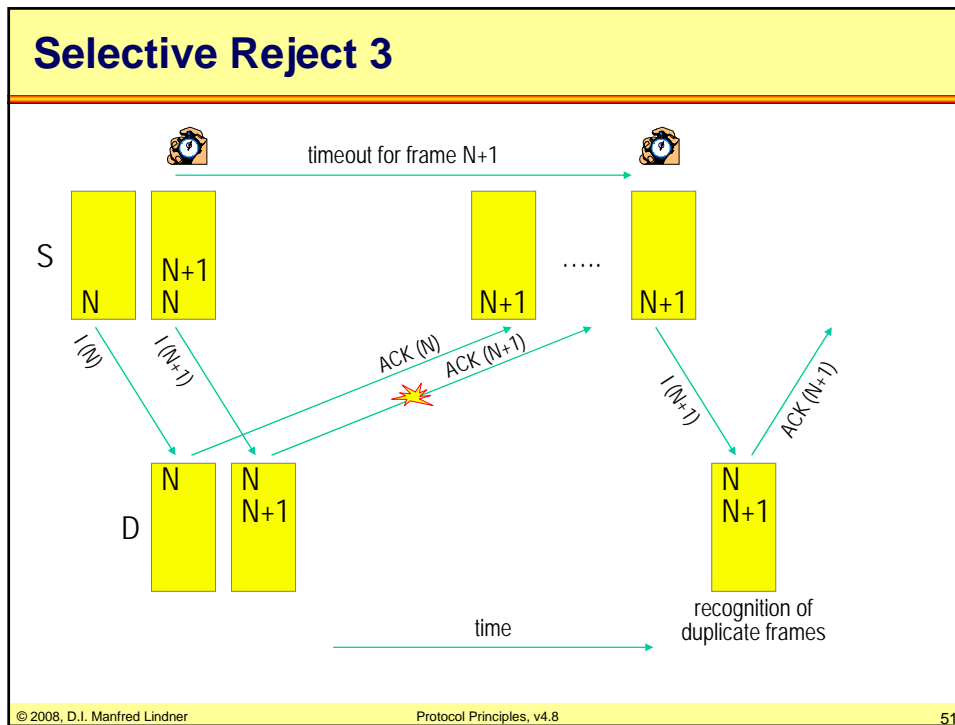 Selective Reject 3
timeout for frame N+1
S
N
N+1
N
N+1
.....
N+1
I (N)
I (N+1)
ACK (N)
ACK (N+1)
I (N+1)
ACK (N+1)
D
N
N
N+1
N
N+1
recognition of
duplicate frames
time
© 2008, D.I. Manfred Lindner
Protocol Principles, v4.8
51